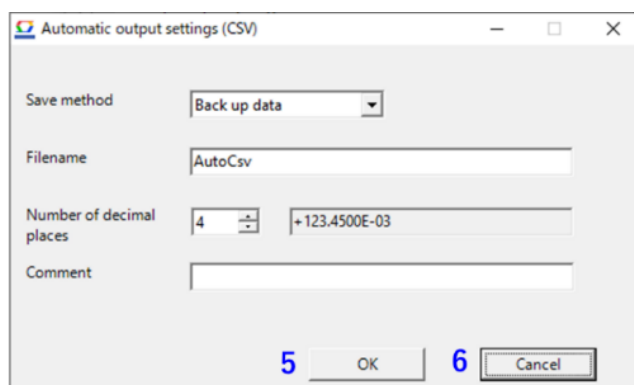 Automatic output settings (CSV)
Save method
Back up data
Filename
AutoCsv
Number of decimal
places
4
+123.4500E-03
Comment
5
OK
6
Cancel